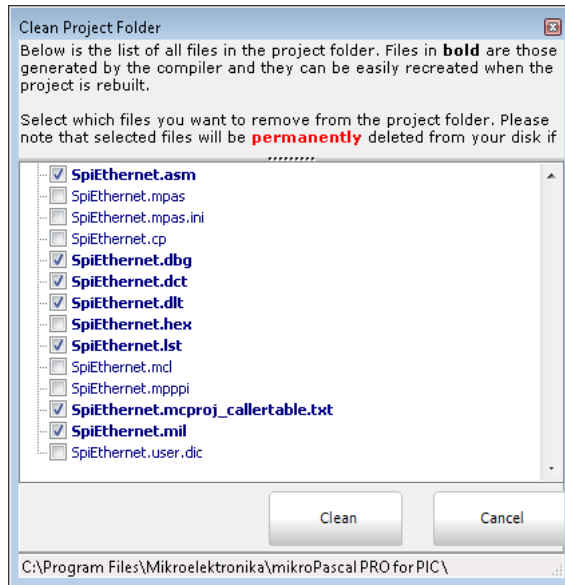 Clean Project Folder
Below is the list of all files in the project folder. Files in bold are those
generated by the compiler and they can be easily recreated when the
project is rebuilt.
Select which files you want to remove from the project folder. Please
note that selected files will be permanently deleted from your disk if
SpiEthernet.asm
SpiEthernet.mpas
SpiEthernet.mpas.ini
SpiEthernet.cp
SpiEthernet.dbg
SpiEthernet.dct
SpiEthernet.dlt
SpiEthernet.hex
SpiEthernet.lst
SpiEthernet.mcl
SpiEthernet.mpppi
SpiEthernet.mcproj_callertable.txt
SpiEthernet.mil
SpiEthernet.user.dic
Clean Cancel
C:\Program Files\Mikroelektronika\mikroPascal PRO for PIC\